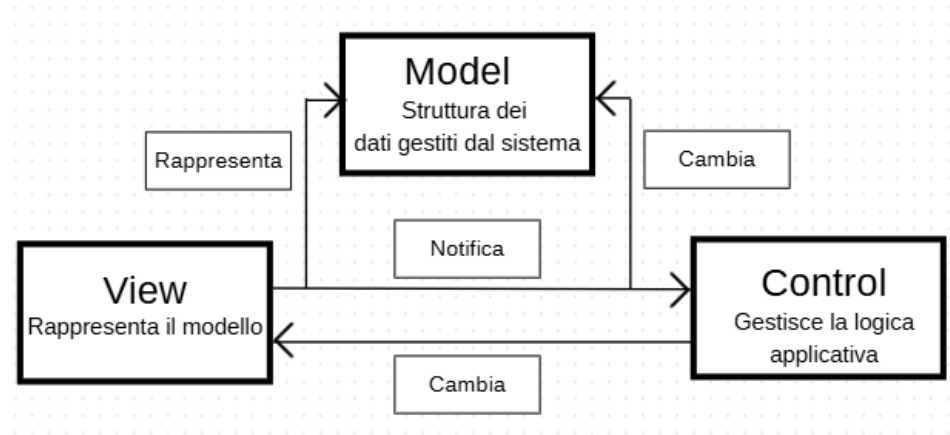 Model
Struttura dei
dati gestiti dal sistema
Rappresenta
Cambia
Notifica
View
Rappresenta il modello
Control
Gestisce la logica
applicativa
Cambia